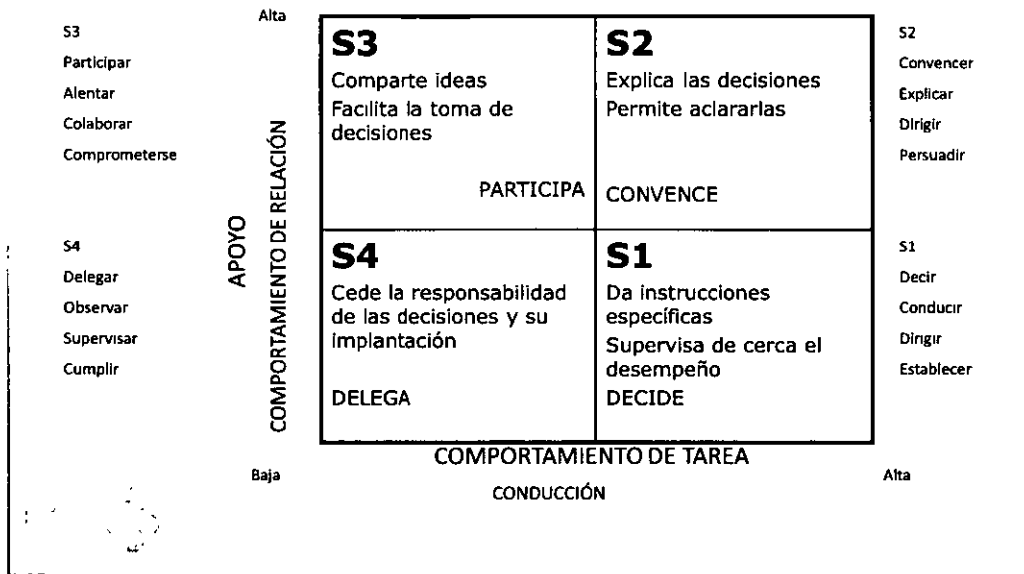 Alta
S3
Participar
Alentar
Colaborar
Comprometerse
S4
Delegar
Observar
Supervisar
Cumplir
APOYO
COMPORTAMIENTO DE RELACIÓN
S3
Comparte ideas
Facilita la toma de
decisiones
PARTICIPA
S2
Explica las decisiones
Permite aclararlas
CONVENCE
S4
Cede la responsabilidad
de las decisiones y su
implantación
DELEGA
S1
Da instrucciones
específicas
Supervisa de cerca el
desempeño
DECIDE
S2
Convencer
Explicar
Dirigir
Persuadir
S1
Decir
Conducir
Dirigir
Establecer
COMPORTAMIENTO DE TAREA
Baja
CONDUCCIÓN
Alta